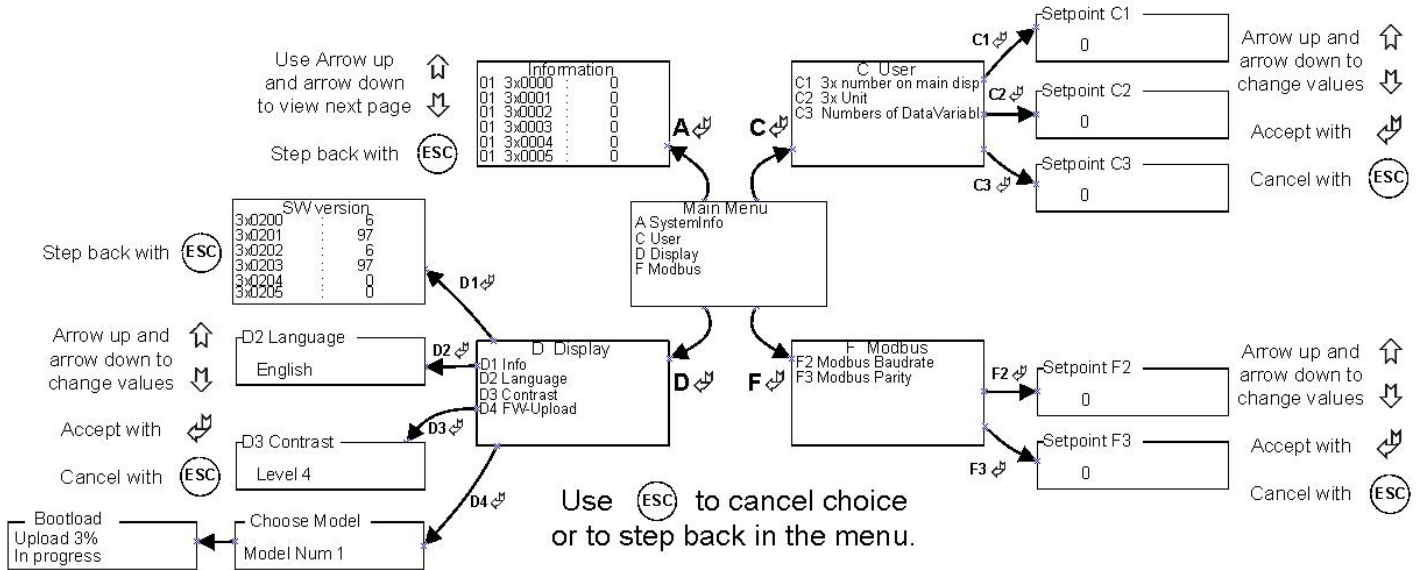 Use Arrow up
and arrow down
to view next page
Step back with ESC
Information
01 3x0000 : 0
01 3x0001 : 0
01 3x0002 : 0
01 3x0003 : 0
01 3x0004 : 0
01 3x0005 : 0
A
C
C User
C1 3x number on main disp
C2 3x Unit
C3 Numbers of DataVariabl
C1
C2
C3
Setpoint C1
0
Setpoint C2
0
Setpoint C3
0
Arrow up and
arrow down to
change values
Accept with
Cancel with ESC
Main Menu
A SystemInfo
C User
D Display
F Modbus
Step back with ESC
SW version
3x0200 : 6
3x0201 : 97
3x0202 : 6
3x0203 : 97
3x0204 : 0
3x0205 : 0
D1
Arrow up and
arrow down to
change values
Accept with
Cancel with ESC
D2 Language
English
D2
D3 Contrast
Level 4
D3
D Display
D1 Info
D2 Language
D3 Contrast
D4 FW-Upload
D
F
F Modbus
F2 Modbus Baudrate
F3 Modbus Parity
F2
F3
Setpoint F2
0
Setpoint F3
0
Arrow up and
arrow down to
change values
Accept with
Cancel with ESC
D4
Choose Model
Model Num 1
Bootload
Upload 3%
In progress
Use ESC to cancel choice
or to step back in the menu.